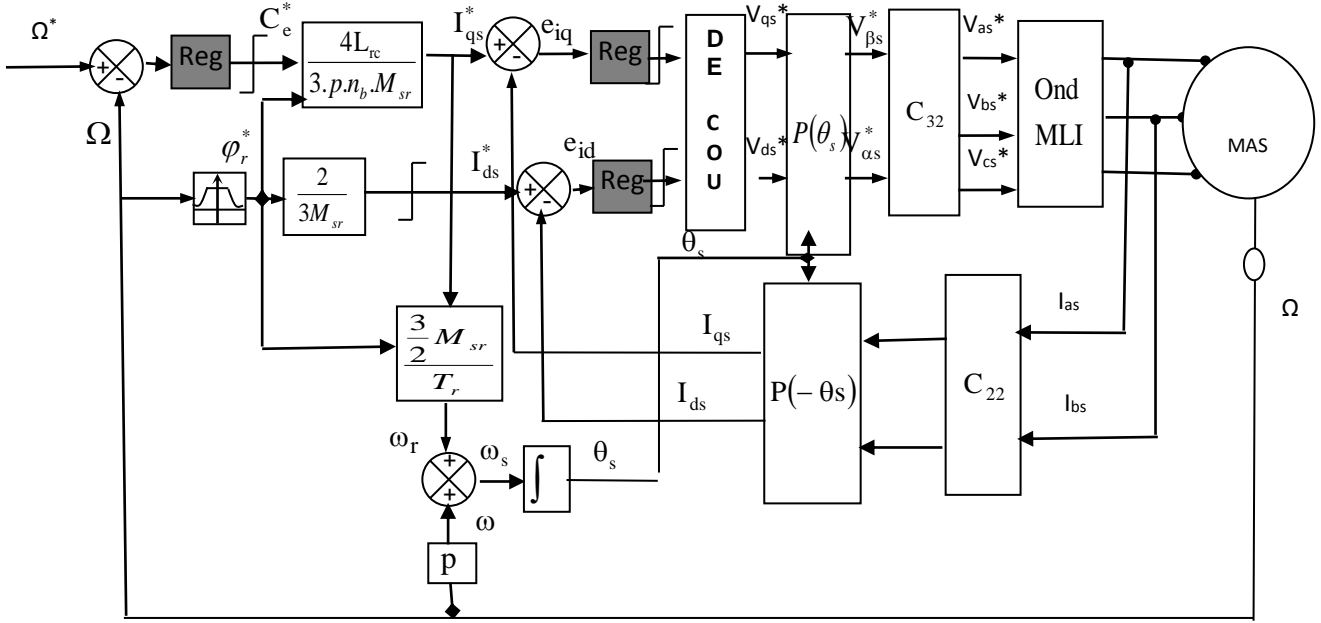 Ω*
+
-
Reg
C*e
4Lrc
3.p.nb.Msr
I*qs
+
-
eiq
Reg
DE COU
Vqs*
V*βs
Vds*
P(θs)
V*αs
C32
Vas*
Vbs*
Vcs*
Ond
MLI
MAS
Ω
φ*r
2
3Msr
I*ds
+
-
eid
Reg
θs
Iqs
Ids
P(− θs)
C22
Ias
Ibs
Ω
3
2
Msr
Tr
ωr
+
+
+
ωs
∫
θs
ω
p